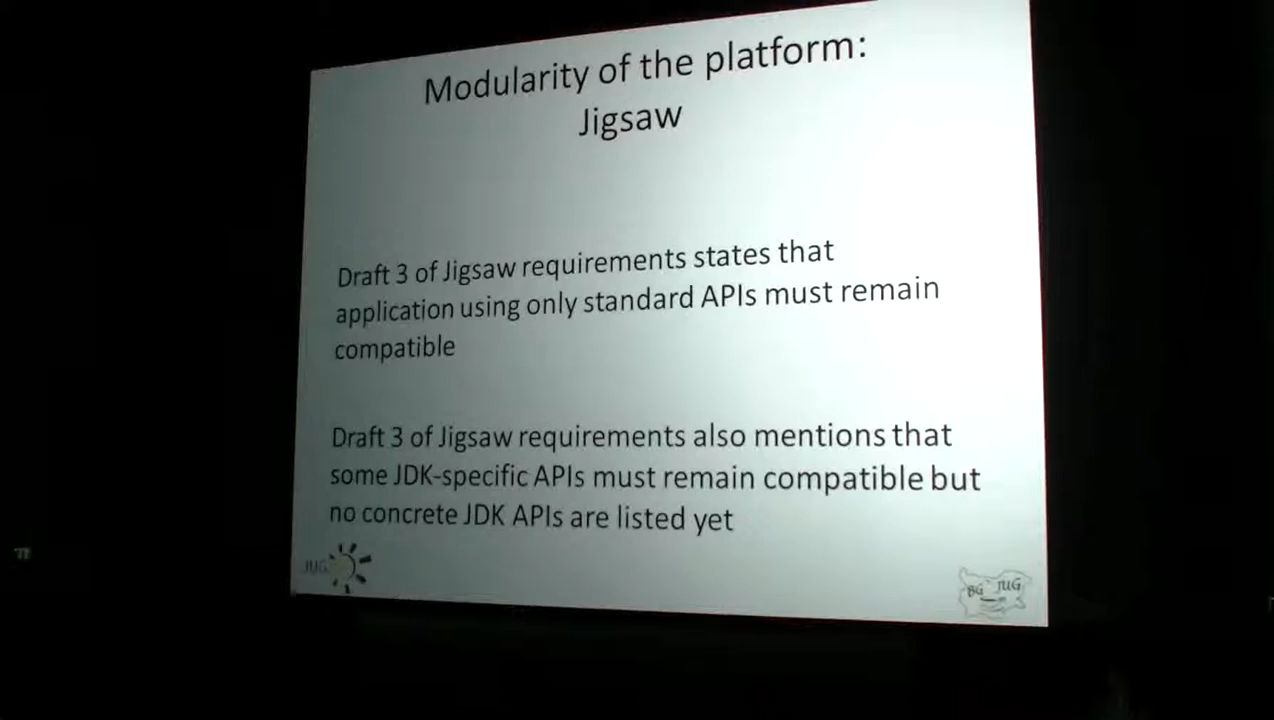 Modularity of the platform:
Jigsaw
Draft 3 of Jigsaw requirements states that
application using only standard APIs must remain
compatible
Draft 3 of Jigsaw requirements also mentions that
some JDK-specific APIs must remain compatible but
no concrete JDK APIs are listed yet
JUG
BG JUG